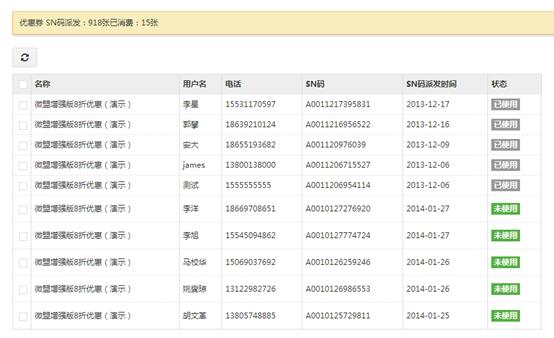 优惠券 SN码派发：918张已消费：15张
名称 用户名 电话 SN码 SN码派发时间 状态
微盟增强版8折优惠（演示） 李星 15531170597 A0011217395831 2013-12-17 已使用
微盟增强版8折优惠（演示） 郭馨 18639210124 A0011216956522 2013-12-16 已使用
微盟增强版8折优惠（演示） 安大 18655193682 A001120976039 2013-12-09 已使用
微盟增强版8折优惠（演示） james 13800138000 A0011206715527 2013-12-06 已使用
微盟增强版8折优惠（演示） 测试 1555555555 A0011206954114 2013-12-06 已使用
微盟增强版8折优惠（演示） 李洋 18669708651 A0010127276920 2014-01-27 未使用
微盟增强版8折优惠（演示） 李旭 15545094862 A0010127774724 2014-01-27 未使用
微盟增强版8折优惠（演示） 马校华 15069037692 A0010126259246 2014-01-26 未使用
微盟增强版8折优惠（演示） 13122982726 A0010126986553 2014-01-26 未使用
微盟增强版8折优惠（演示） 胡文革 13805748885 A0010125729811 2014-01-25 未使用